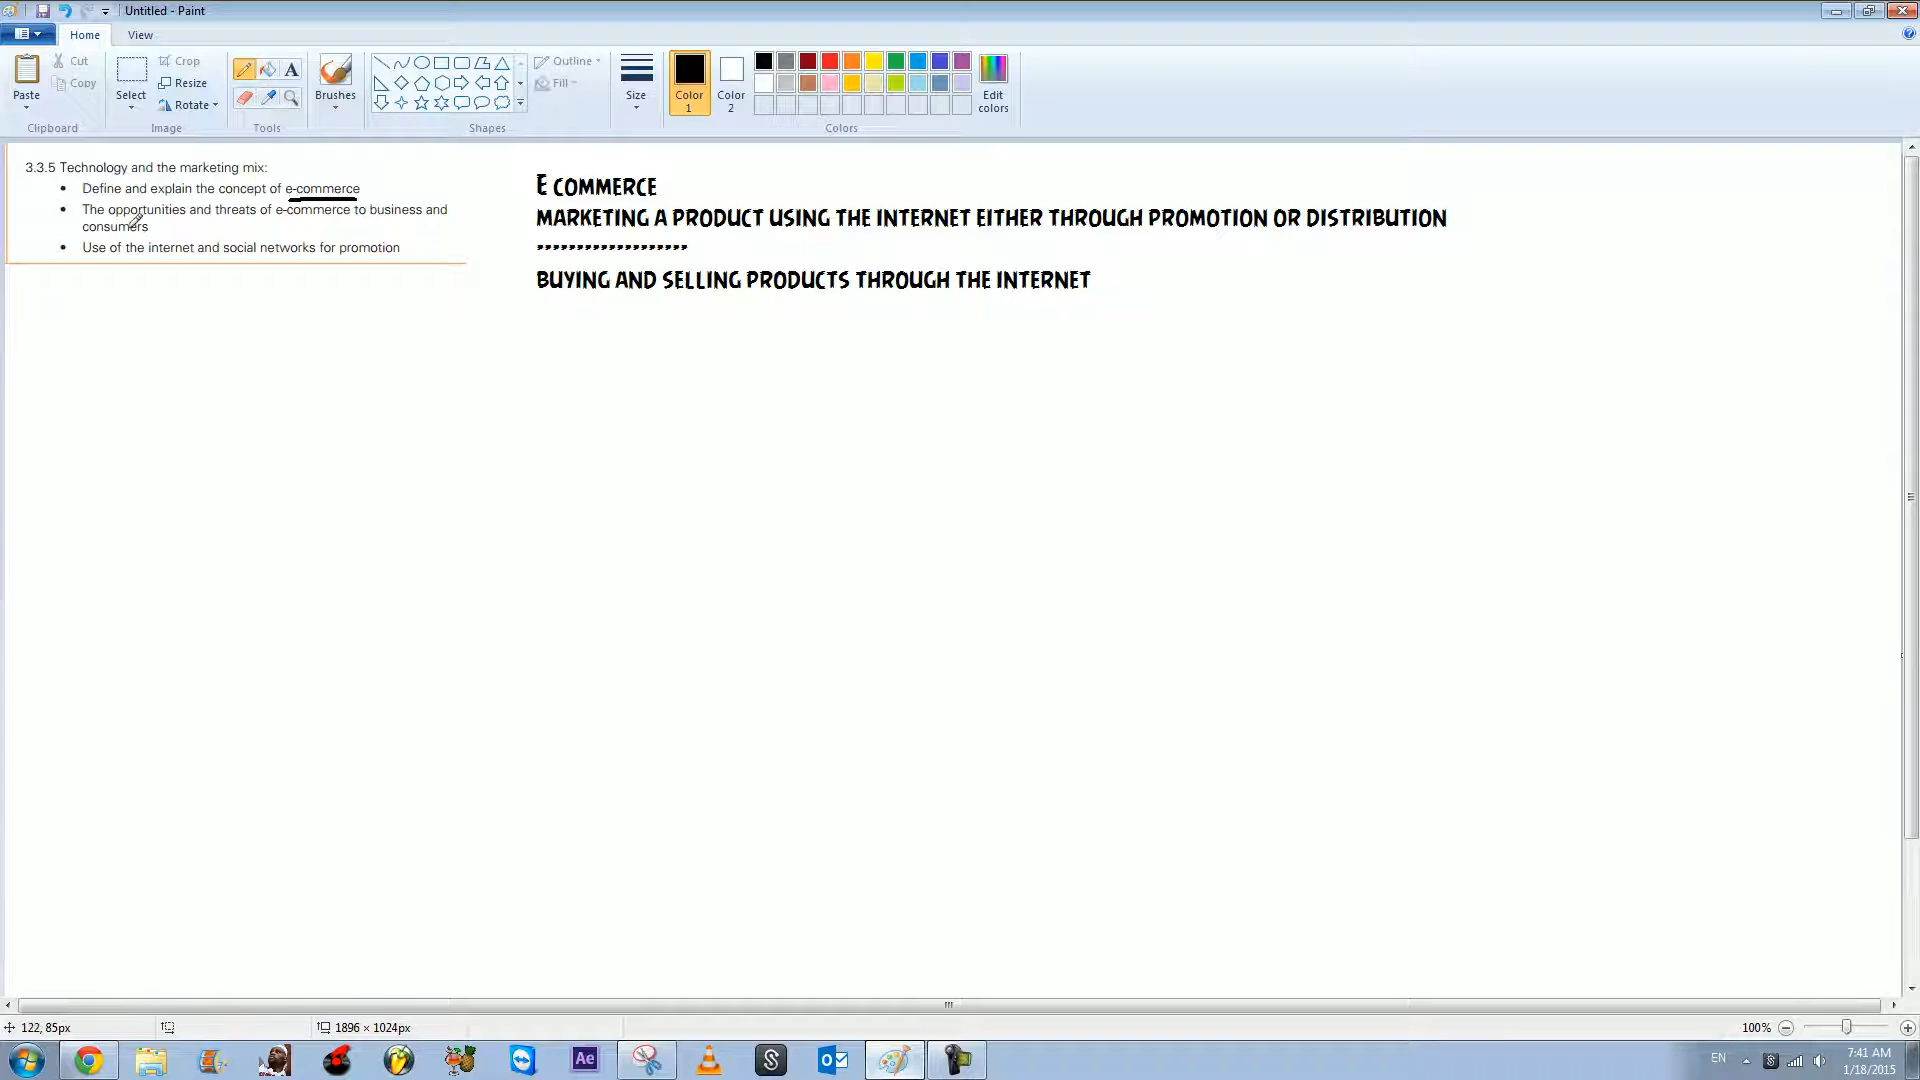 Untitled - Paint
Home
View
Paste
Cut
Copy
Clipboard
Select
Crop
Resize
Rotate
Image
Tools
Brushes
Shapes
Outline
Fill
Size
Color
1
Color
2
Edit
colors
Colors
3.3.5 Technology and the marketing mix:
• Define and explain the concept of e-commerce
• The opportunities and threats of e-commerce to business and
consumers
• Use of the internet and social networks for promotion
E COMMERCE
MARKETING A PRODUCT USING THE INTERNET EITHER THROUGH PROMOTION OR DISTRIBUTION
-------------------
BUYING AND SELLING PRODUCTS THROUGH THE INTERNET
122, 85px
1896 × 1024px
100%
Ae
EN
7:41 AM
1/18/2015